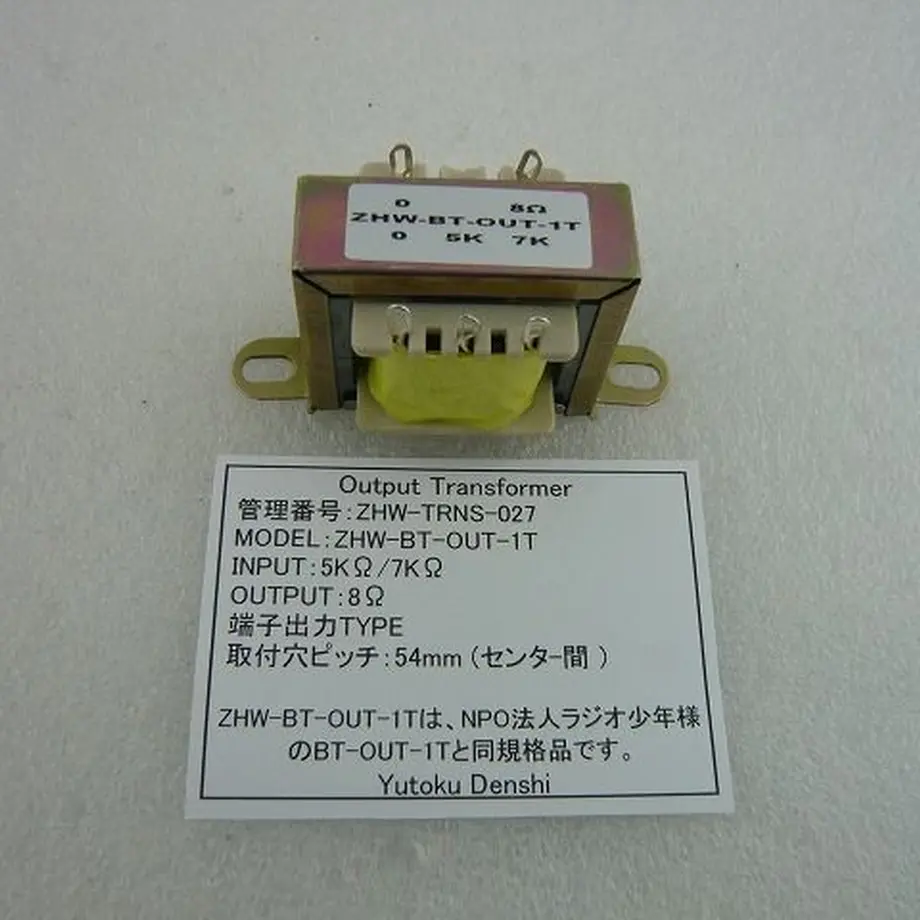 0 8Ω
ZHW-BT-OUT-1T
0 5K 7K
Output Transformer
管理番号:ZHW-TRNS-027
MODEL:ZHW-BT-OUT-1T
INPUT:5KΩ/7KΩ
OUTPUT:8Ω
端子出力TYPE
取付穴ピッチ:54mm(センター間)
ZHW-BT-OUT-1Tは、NPO法人ラジオ少年様
のBT-OUT-1Tと同規格品です。
Yutoku Denshi